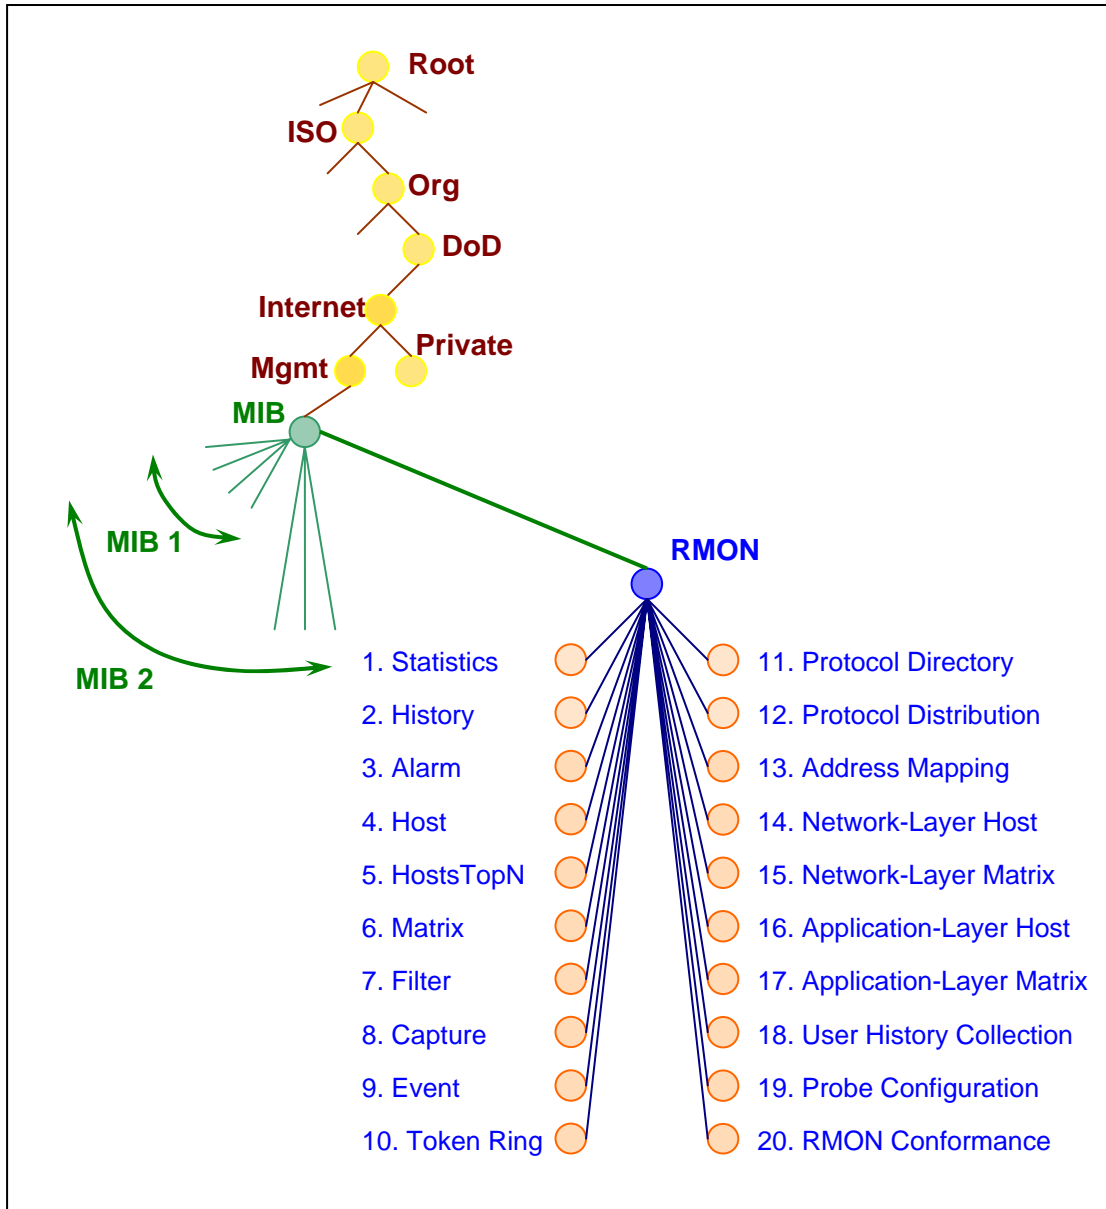 Root
ISO
Org
DoD
Internet
Private
Mgmt
MIB
MIB 1
MIB 2
RMON
1. Statistics
2. History
3. Alarm
4. Host
5. HostsTopN
6. Matrix
7. Filter
8. Capture
9. Event
10. Token Ring
11. Protocol Directory
12. Protocol Distribution
13. Address Mapping
14. Network-Layer Host
15. Network-Layer Matrix
16. Application-Layer Host
17. Application-Layer Matrix
18. User History Collection
19. Probe Configuration
20. RMON Conformance